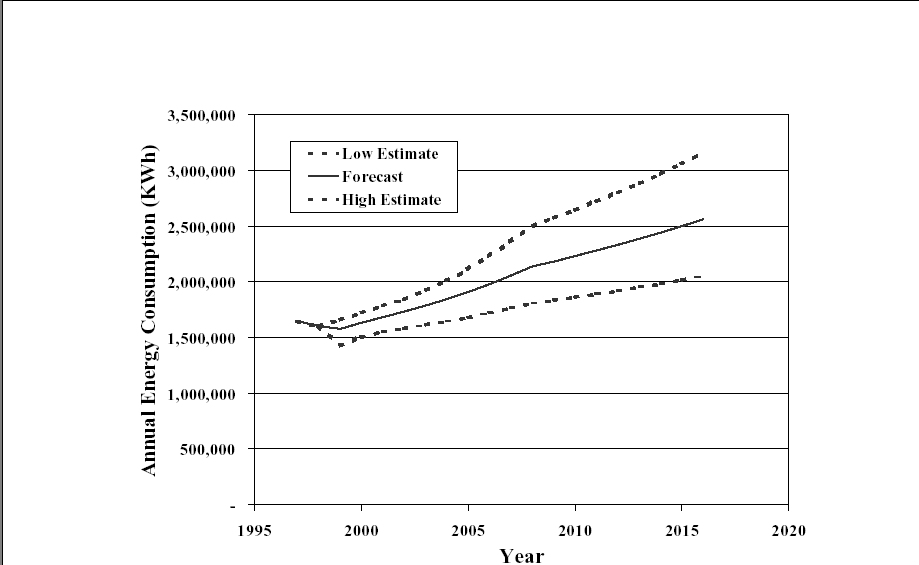 3,500,000
3,000,000
2,500,000
2,000,000
1,500,000
1,000,000
500,000
-
Annual Energy Consumption (KWh)
Low Estimate
Forecast
High Estimate
1995 2000 2005 2010 2015 2020
Year